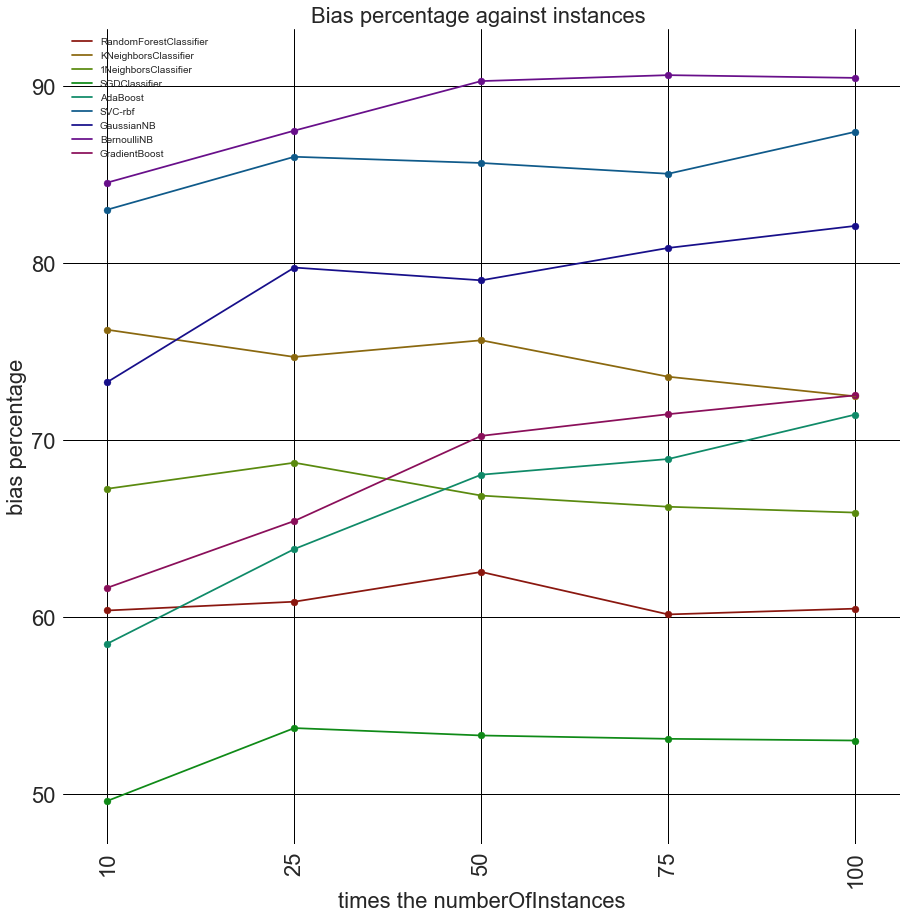 Bias percentage against instances
RandomForestClassifier
KNeighborsClassifier
1NeighborsClassifier
SGDClassifier
AdaBoost
SVC-rbf
GaussianNB
BernoulliNB
GradientBoost
90
80
70
60
50
bias percentage
10
25
50
75
100
times the numberOfInstances